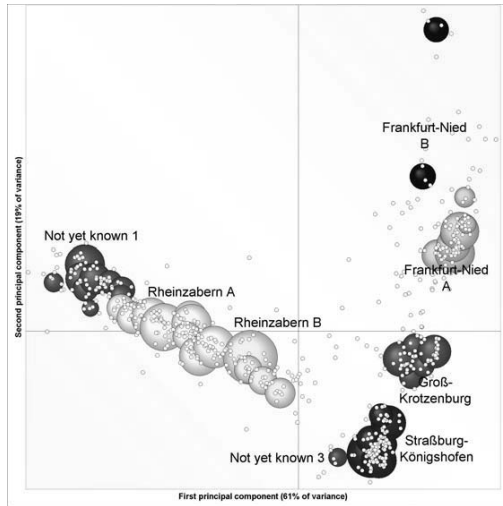 Frankfurt-Nied
B
Not yet known 1
Frankfurt-Nied
A
Rheinzabern A
Rheinzabern B
Groß-
Krotzenburg
Straßburg-
Königshofen
Not yet known 3
Second principal component (19% of variance)
First principal component (61% of variance)